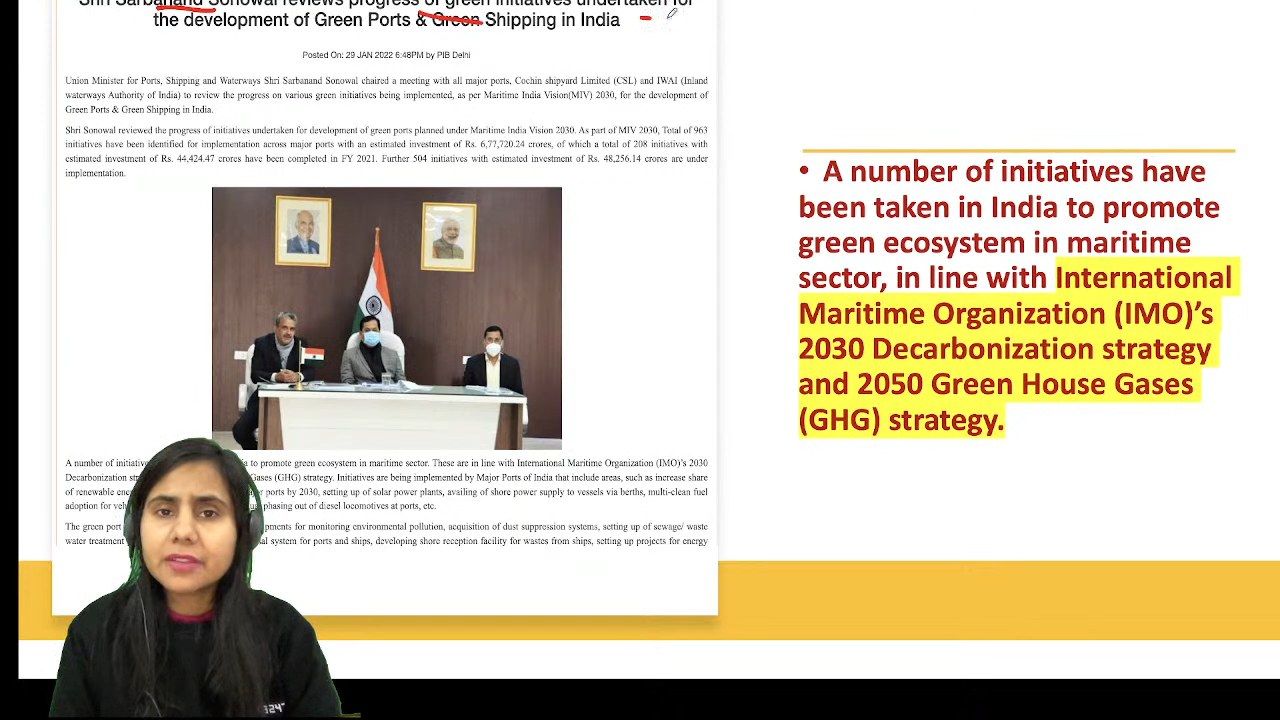 Shri Sarbanand Sonowal reviews progress of green initiatives undertaken for
the development of Green Ports & Green Shipping in India
Posted On: 29 JAN 2022 6:48PM by PIB Delhi
Union Minister for Ports, Shipping and Waterways Shri Sarbanand Sonowal chaired a meeting with all major ports, Cochin shipyard Limited (CSL) and IWAI (Inland
waterways Authority of India) to review the progress on various green initiatives being implemented, as per Maritime India Vision(MIV) 2030, for the development of
Green Ports & Green Shipping in India.
Shri Sonowal reviewed the progress of initiatives undertaken for development of green ports planned under Maritime India Vision 2030. As part of MIV 2030, Total of 963
initiatives have been identified for implementation across major ports with an estimated investment of Rs. 6,77,720.24 crores, of which a total of 208 initiatives with
estimated investment of Rs. 44,424.47 crores have been completed in FY 2021. Further 504 initiatives with estimated investment of Rs. 48,256.14 crores are under
implementation.
A number of to promote green ecosystem in maritime sector. These are in line with International Maritime Organization (IMO)'s 2030
Decarbonization Gases (GHG) strategy. Initiatives are being implemented by Major Ports of India that include areas, such as increase share
of renewable ports by 2030, setting up of solar power plants, availing of shore power supply to vessels via berths, multi-clean fuel
adoption for phasing out of diesel locomotives at ports, etc.
The green port for monitoring environmental pollution, acquisition of dust suppression systems, setting up of sewage/ waste
water treatment system for ports and ships, developing shore reception facility for wastes from ships, setting up projects for energy
• A number of initiatives have
been taken in India to promote
green ecosystem in maritime
sector, in line with International
Maritime Organization (IMO)'s
2030 Decarbonization strategy
and 2050 Green House Gases
(GHG) strategy.